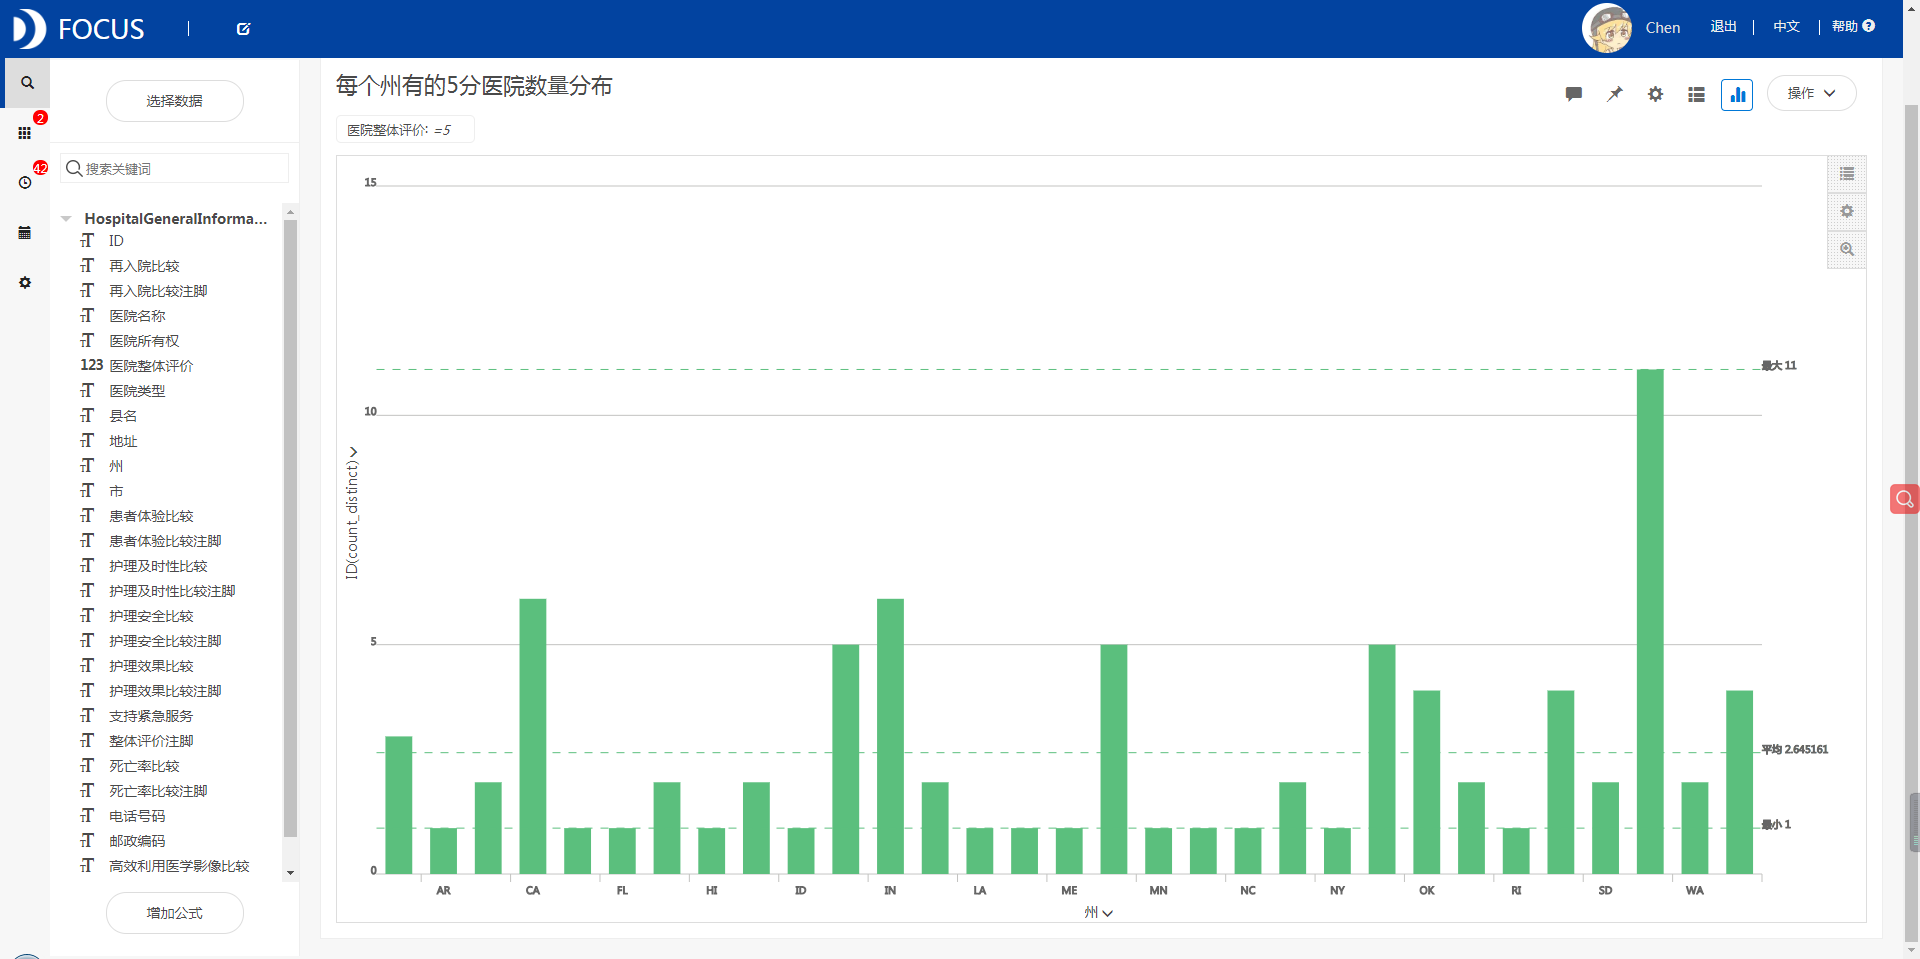 FOCUS
Chen
退出
中文
帮助
选择数据
2
42
搜索关键词
HospitalGeneralInforma...
ID
再入院比较
再入院比较注脚
医院名称
医院所有权
123 医院整体评价
医院类型
县名
地址
州
市
患者体验比较
患者体验比较注脚
护理及时性比较
护理及时性比较注脚
护理安全比较
护理安全比较注脚
护理效果比较
护理效果比较注脚
支持紧急服务
整体评价注脚
死亡率比较
死亡率比较注脚
电话号码
邮政编码
高效利用医学影像比较
增加公式
每个州有的5分医院数量分布
操作
医院整体评价: =5
15
最大 11
10
ID(count_distinct)
5
平均 2.645161
最小 1
0
AR CA FL HI ID IN LA ME MN NC NY OK RI SD WA
州